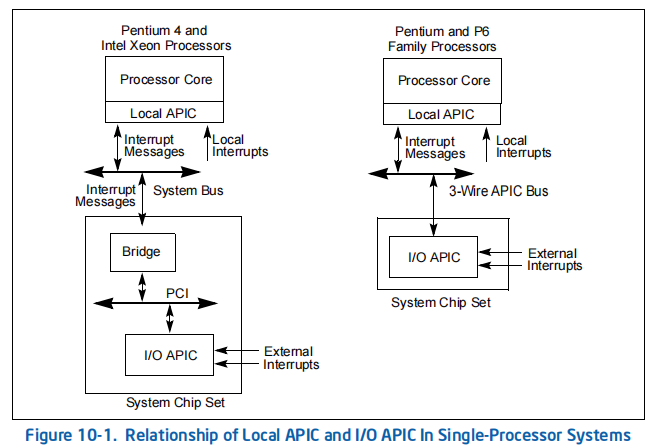 Pentium 4 and
Intel Xeon Processors
Processor Core
Local APIC
Interrupt
Messages
Local
Interrupts
Interrupt
Messages
System Bus
Bridge
PCI
I/O APIC
External
Interrupts
System Chip Set
Pentium and P6
Family Processors
Processor Core
Local APIC
Interrupt
Messages
Local
Interrupts
3-Wire APIC Bus
I/O APIC
External
Interrupts
System Chip Set
Figure 10-1. Relationship of Local APIC and I/O APIC In Single-Processor Systems